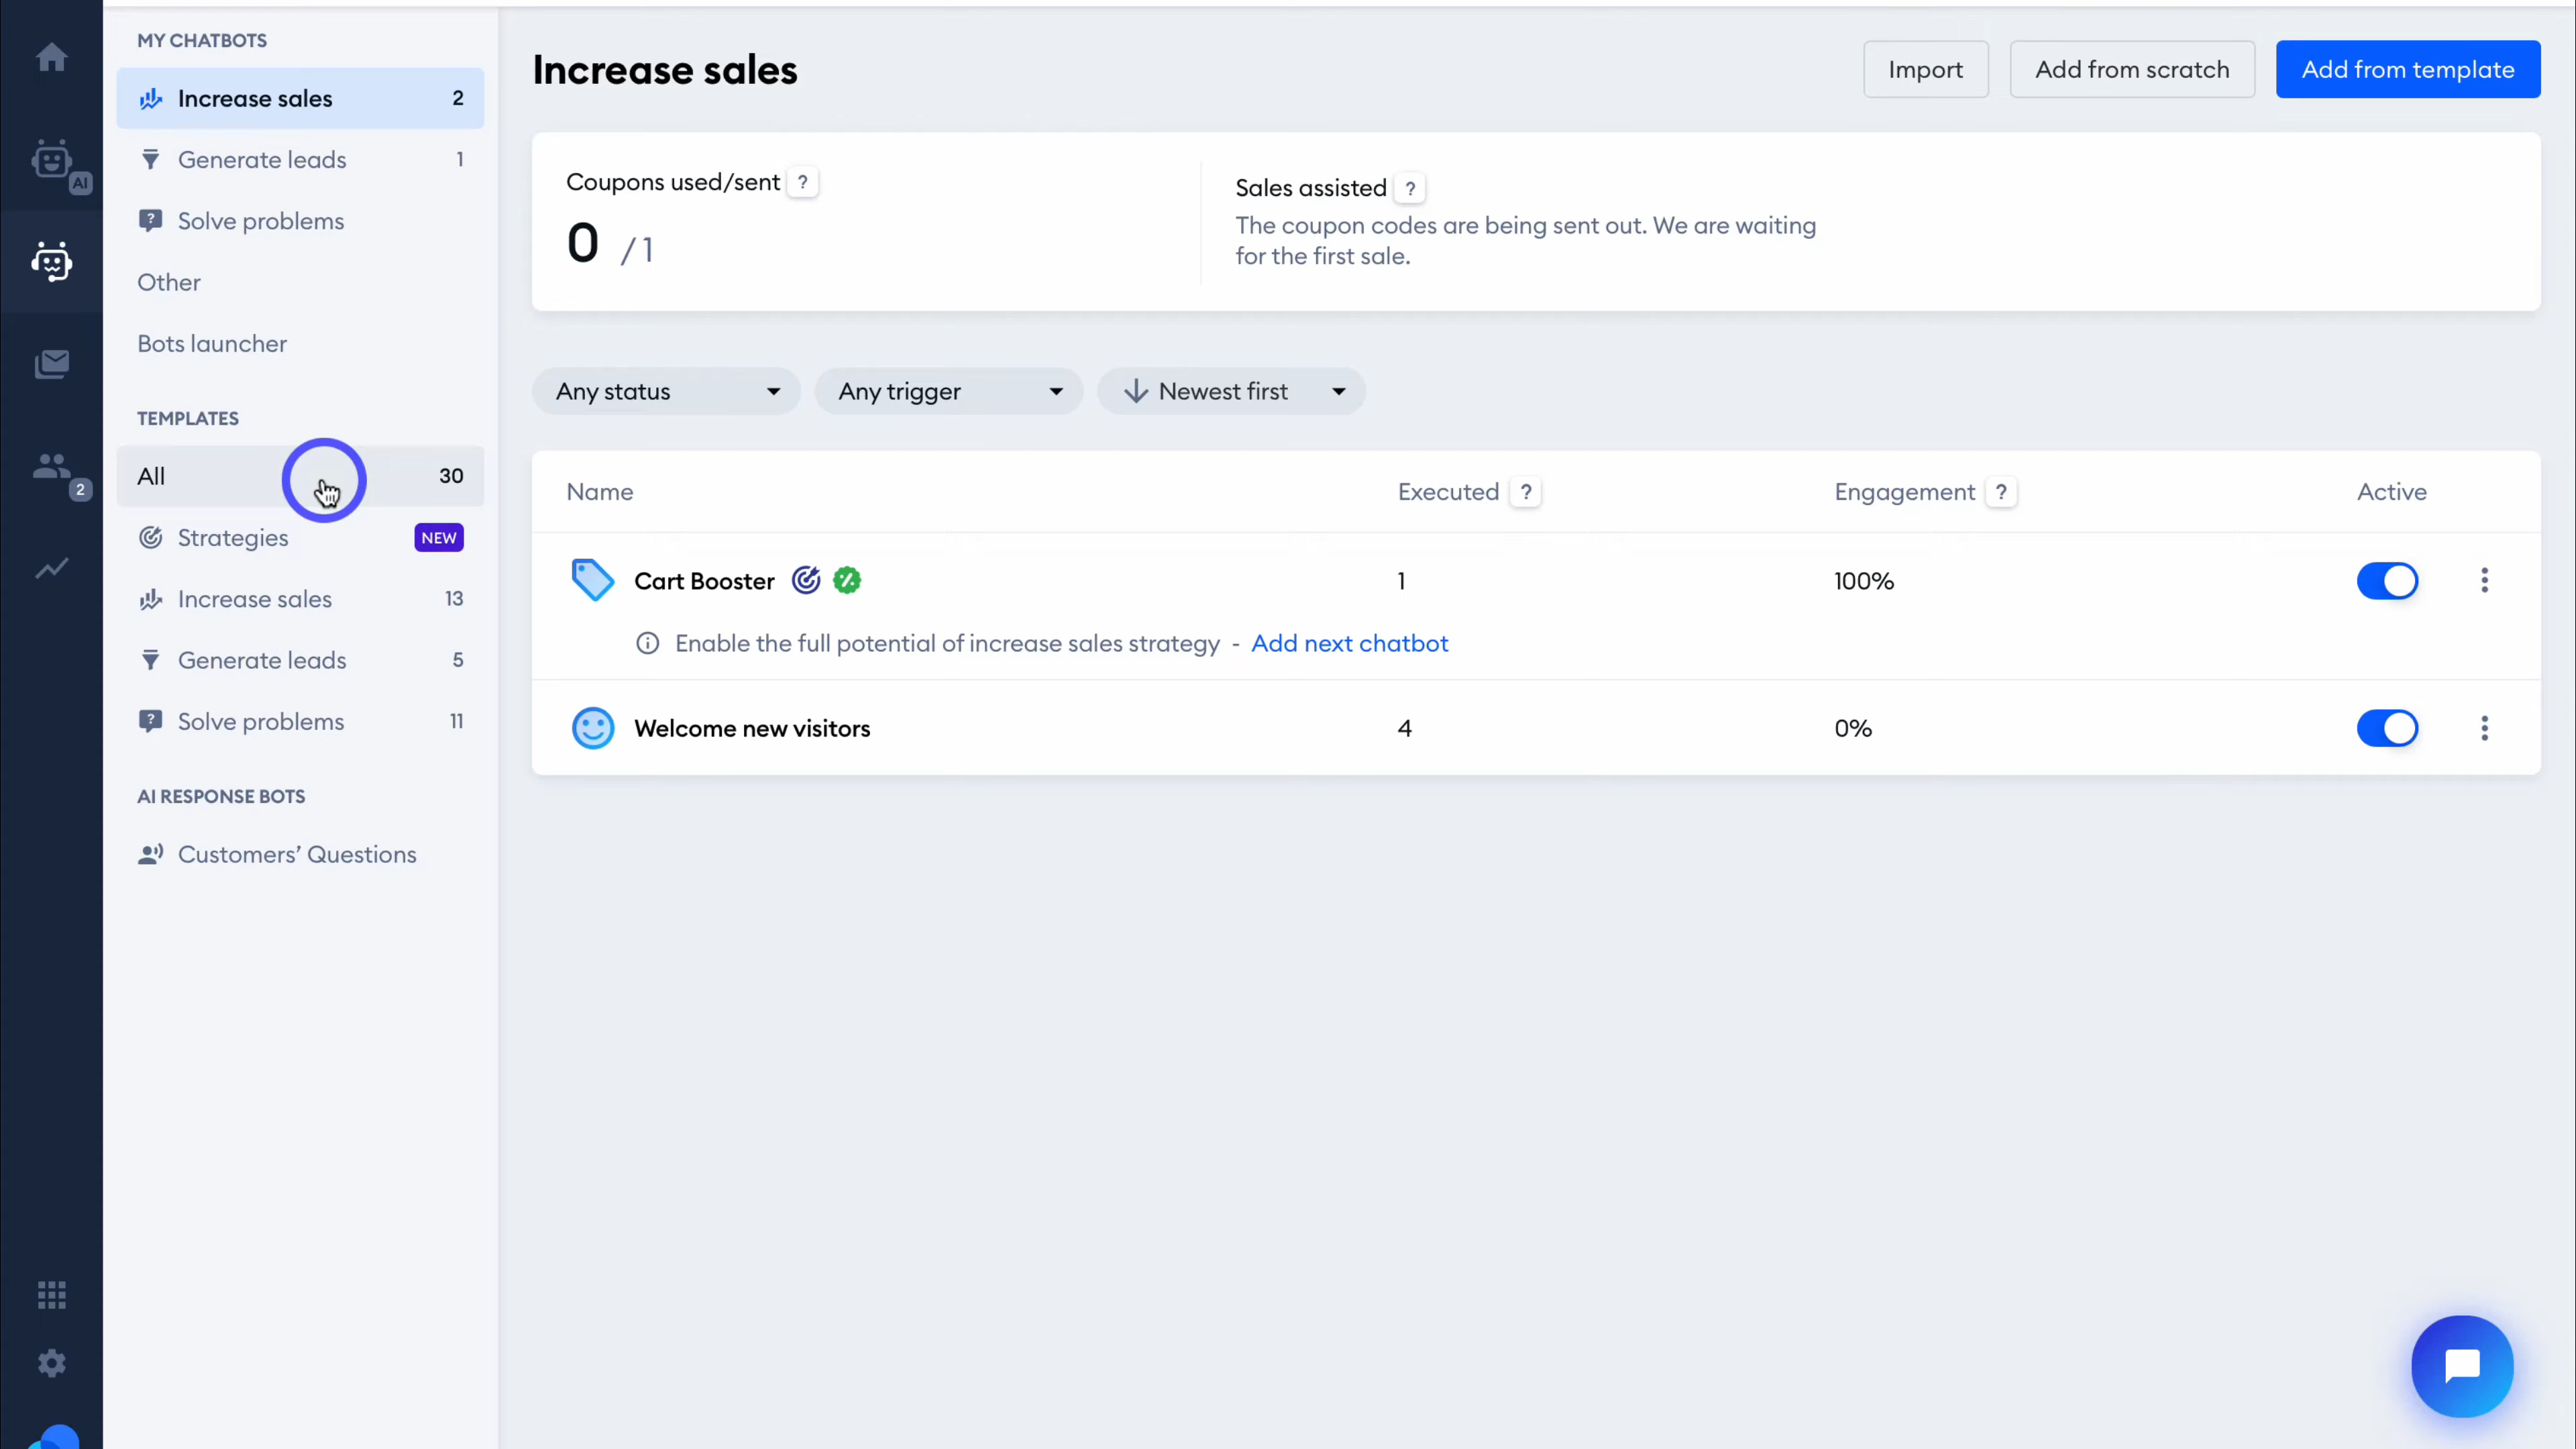 MY CHATBOTS
Increase sales 2
Generate leads 1
Solve problems
Other
Bots launcher
TEMPLATES
All 30
Strategies NEW
Increase sales 13
Generate leads 5
Solve problems 11
AI RESPONSE BOTS
Customers’ Questions
AI
2
Increase sales
Import
Add from scratch
Add from template
Coupons used/sent ?
0 / 1
Sales assisted ?
The coupon codes are being sent out. We are waiting
for the first sale.
Any status
Any trigger
Newest first
Name Executed ? Engagement ? Active
Cart Booster 1 100%
Enable the full potential of increase sales strategy - Add next chatbot
Welcome new visitors 4 0%